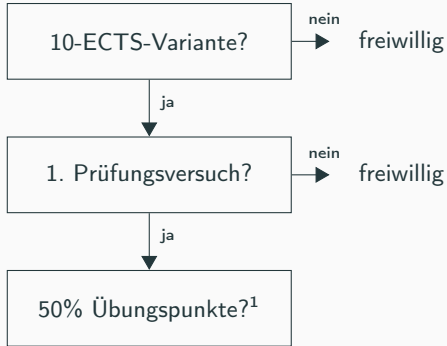 10-ECTS-Variante?
nein
freiwillig
ja
1. Prüfungsversuch?
nein
freiwillig
ja
50% Übungspunkte?¹